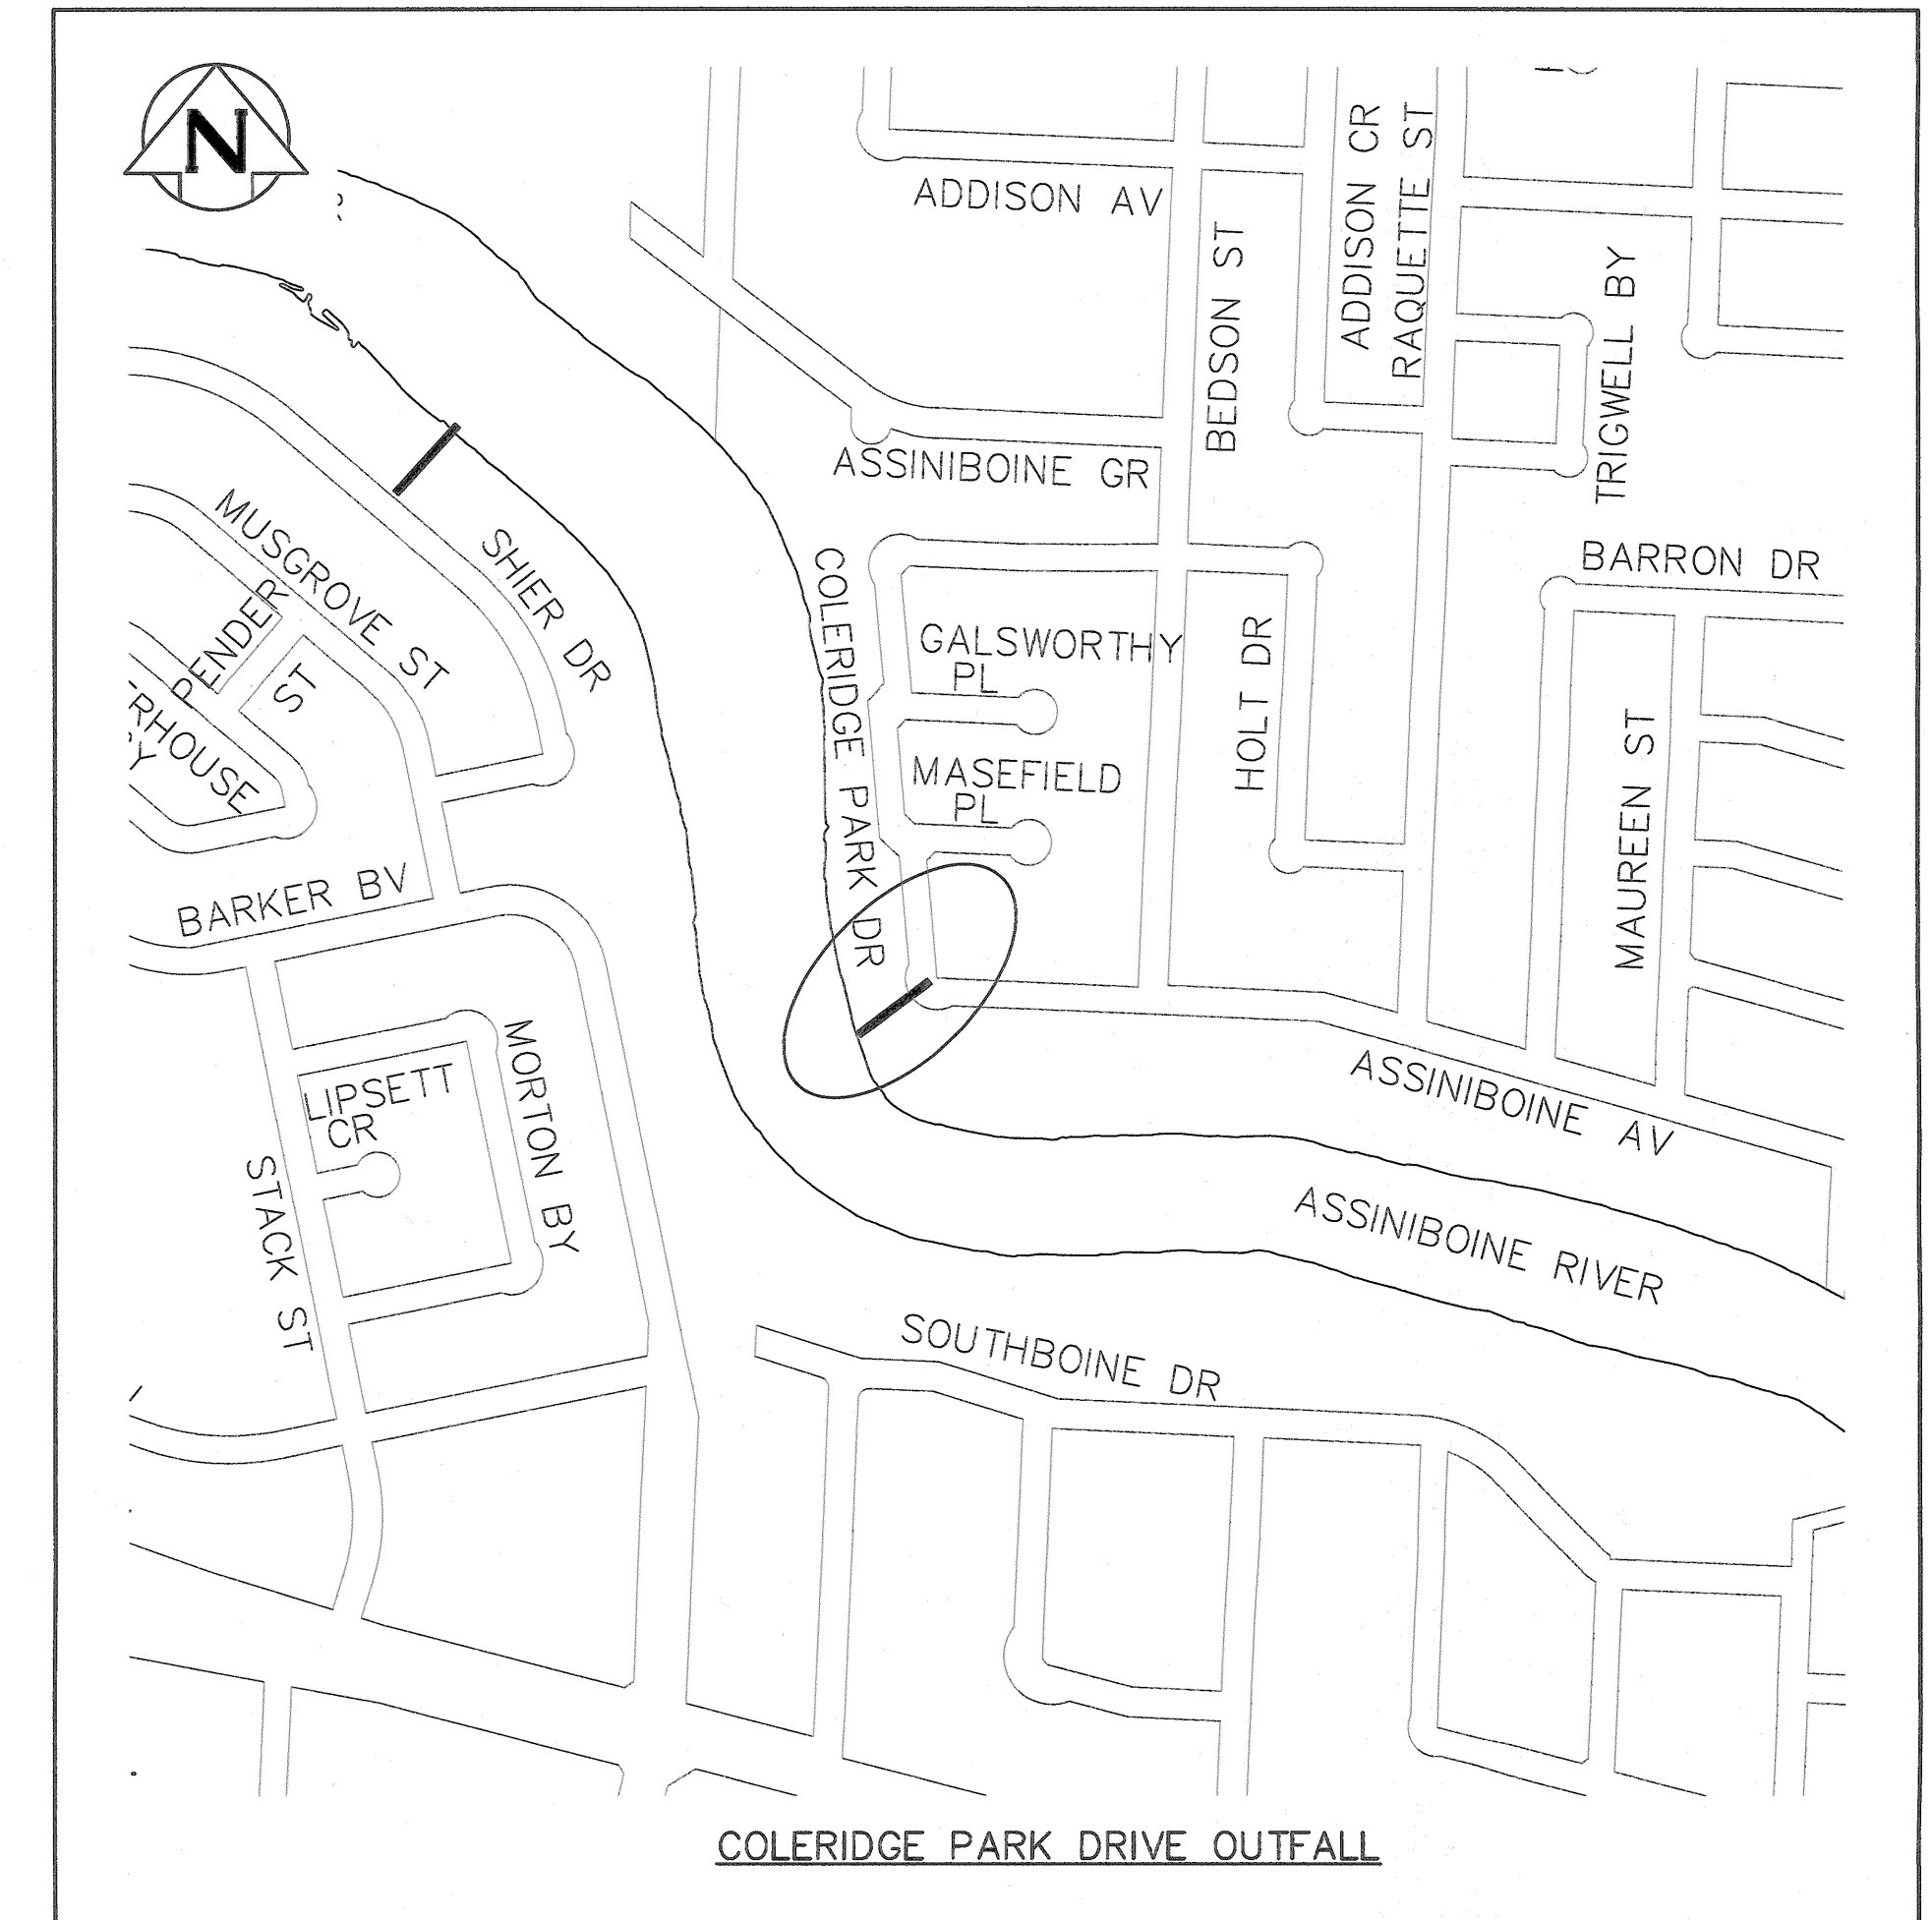 N
ADDISON AV
ADDISON CR
RAQUETTE ST
BEDSON ST
TRIGWELL BY
ASSINIBOINE GR
MUSGROVE ST
SHIER DR
COLERIDGE PARK DR
BARRON DR
PENDER ST
GALSWORTHY
PL
HOLT DR
MASEFIELD
PL
MAUREEN ST
BARKER BV
LIPSETT
CR
MORTON BY
STACK ST
ASSINIBOINE AV
ASSINIBOINE RIVER
SOUTHBOINE DR
COLERIDGE PARK DRIVE OUTFALL